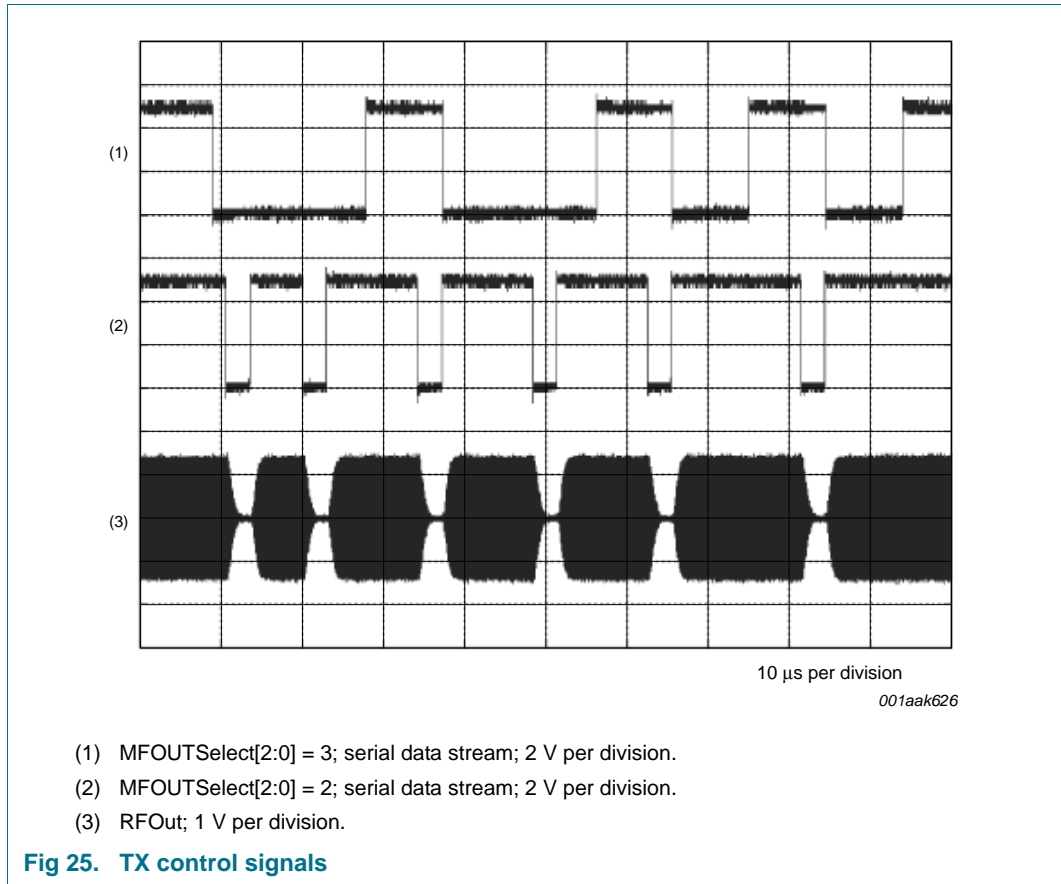 (1)
(2)
(3)
10 μs per division
001aak626
(1) MFOUTSelect[2:0] = 3; serial data stream; 2 V per division.
(2) MFOUTSelect[2:0] = 2; serial data stream; 2 V per division.
(3) RFOut; 1 V per division.
Fig 25. TX control signals